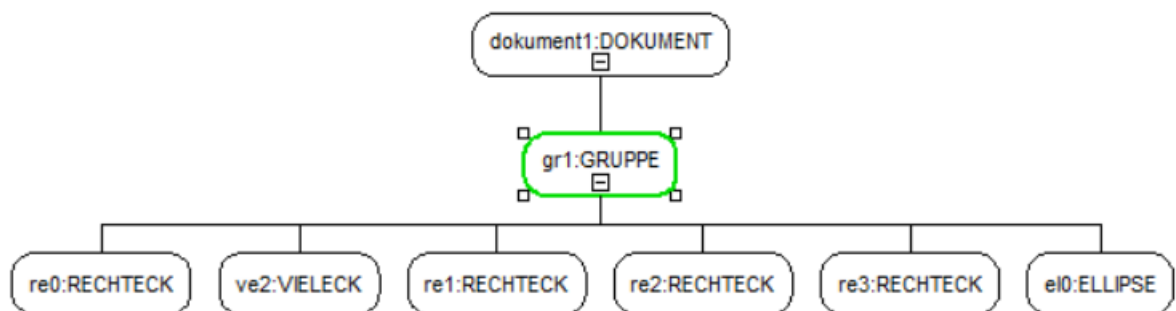 dokument1:DOKUMENT
gr1:GRUPPE
re0:RECHTECK ve2:VIELECK re1:RECHTECK re2:RECHTECK re3:RECHTECK el0:ELLIPSE